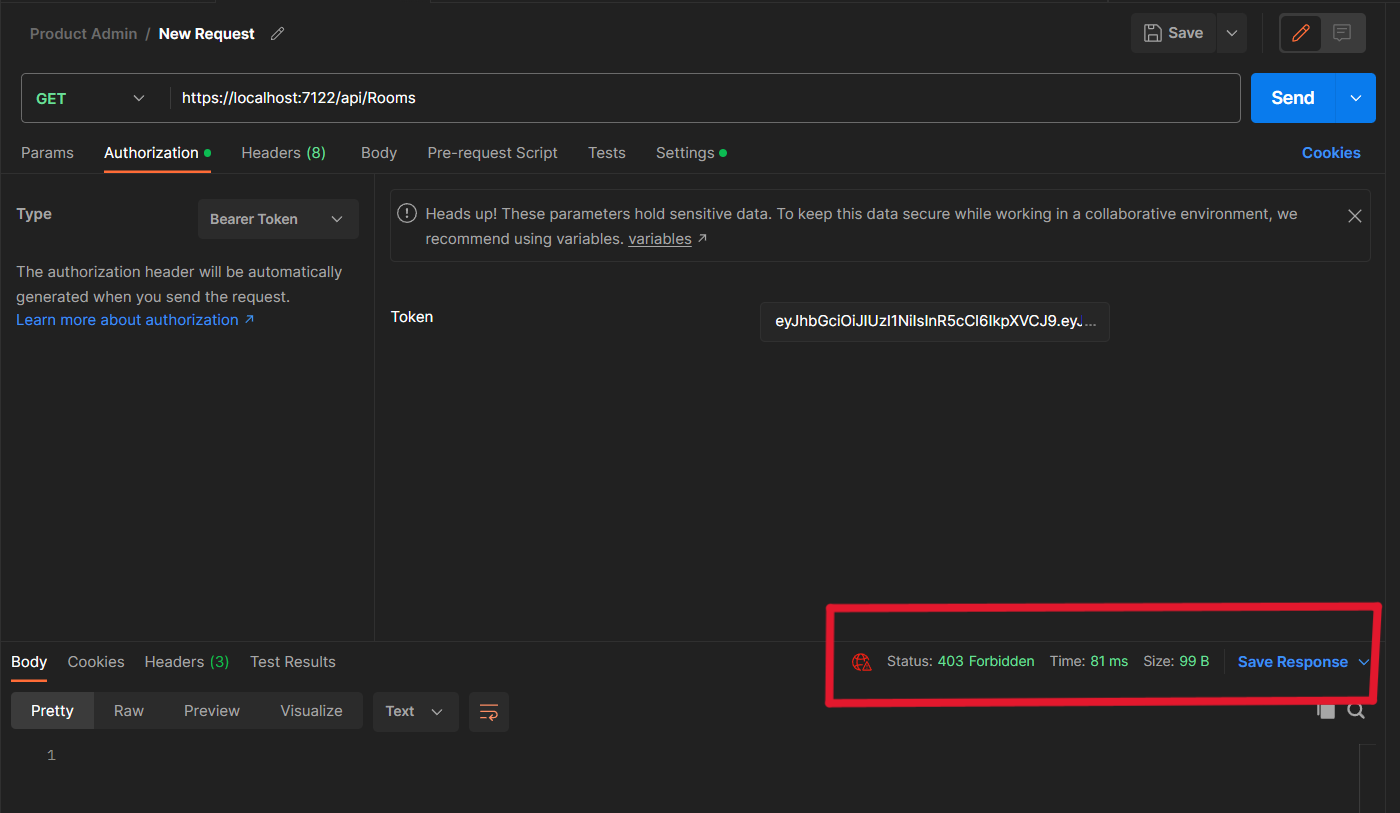 Product Admin / New Request
Save
GET https://localhost:7122/api/Rooms
Send
Params Authorization Headers (8) Body Pre-request Script Tests Settings Cookies
Type Bearer Token
The authorization header will be automatically
generated when you send the request.
Learn more about authorization ↗
Heads up! These parameters hold sensitive data. To keep this data secure while working in a collaborative environment, we
recommend using variables. variables ↗
Token eyJhbGciOiJIUzI1NiIsInR5cCI6IkpXVCJ9.eyJ...
Body Cookies Headers (3) Test Results
Status: 403 Forbidden Time: 81 ms Size: 99 B Save Response
Pretty Raw Preview Visualize Text
1